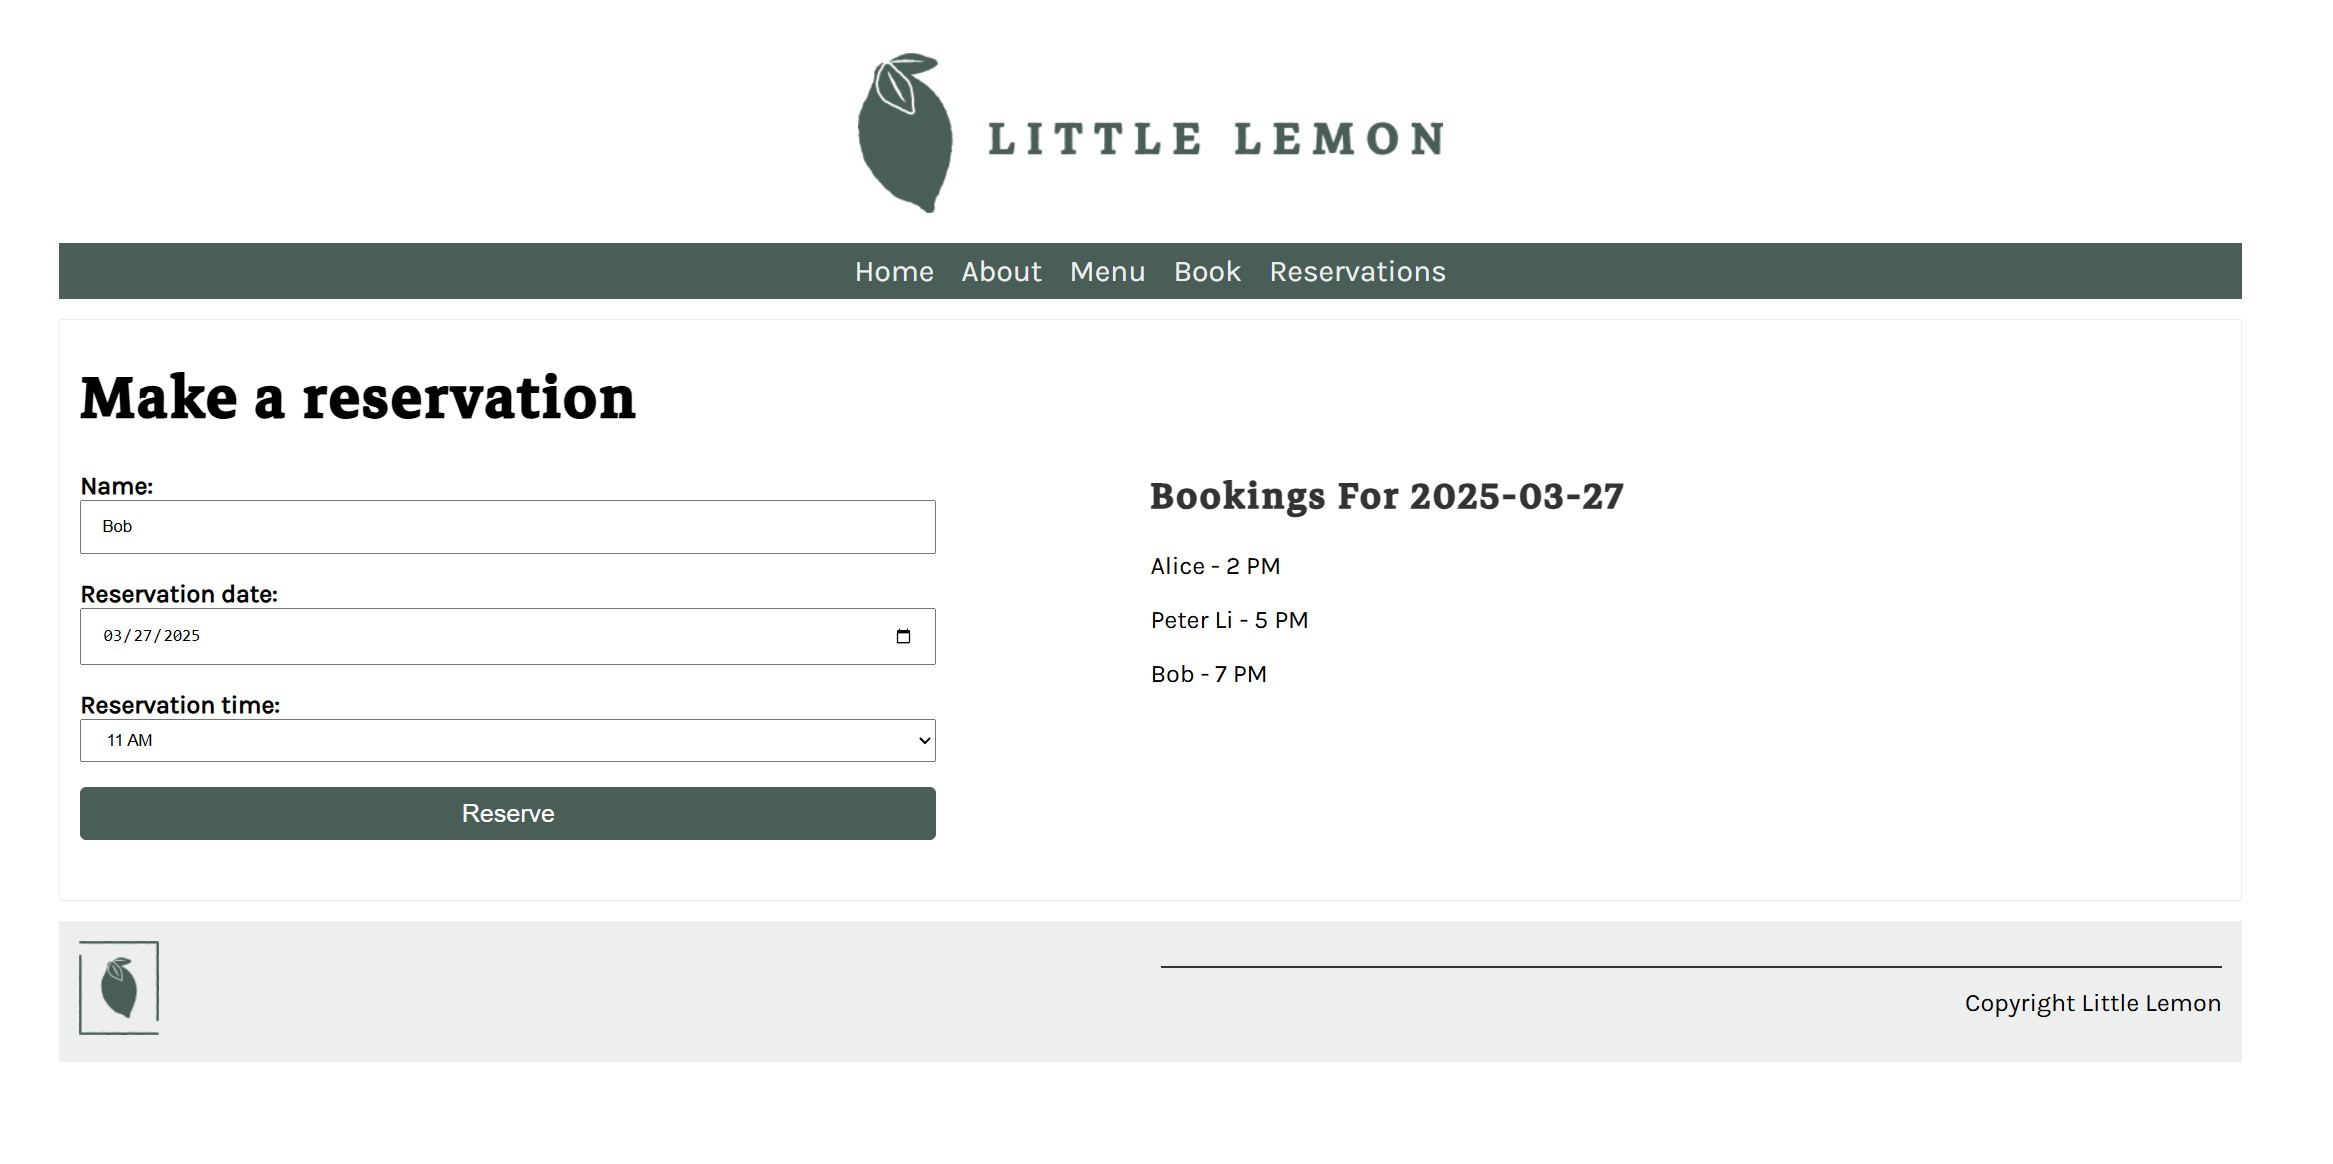 LITTLE LEMON
Home About Menu Book Reservations
Make a reservation
Name:
Bob
Reservation date:
03/27/2025
Reservation time:
11 AM
Reserve
Bookings For 2025-03-27
Alice - 2 PM
Peter Li - 5 PM
Bob - 7 PM
Copyright Little Lemon